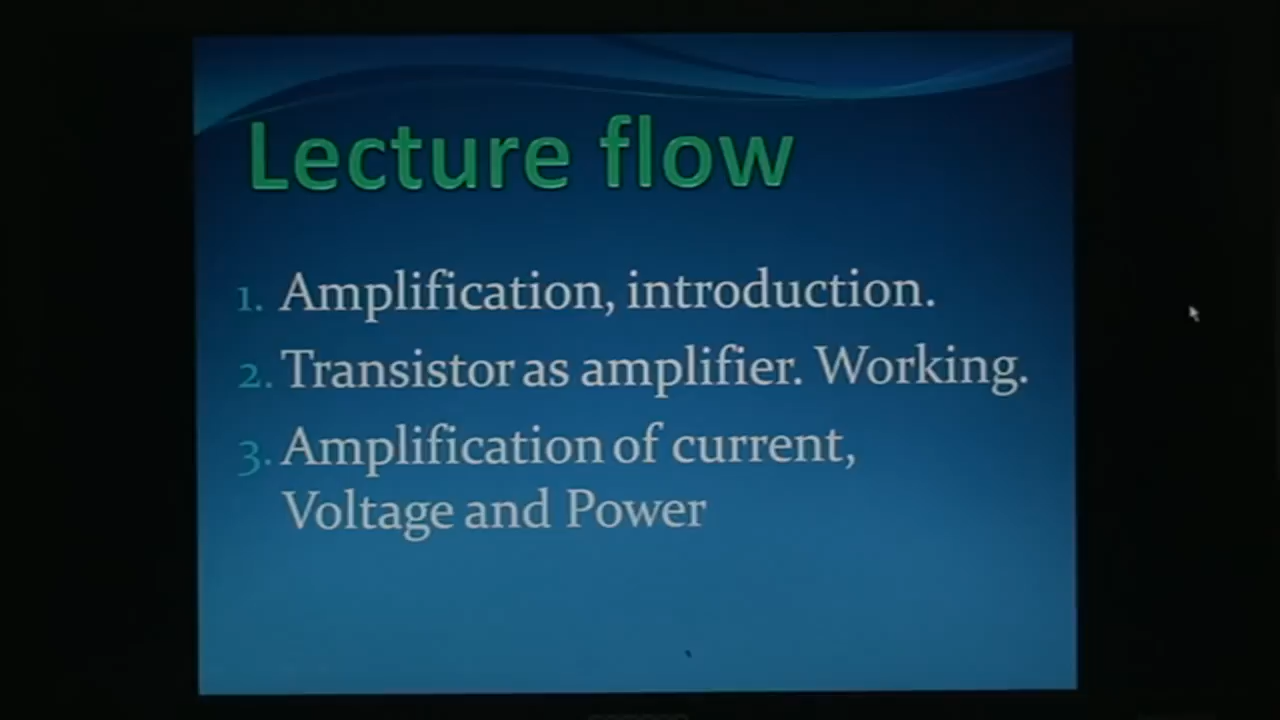 Lecture flow
1. Amplification, introduction.
2. Transistor as amplifier. Working.
3. Amplification of current,
Voltage and Power